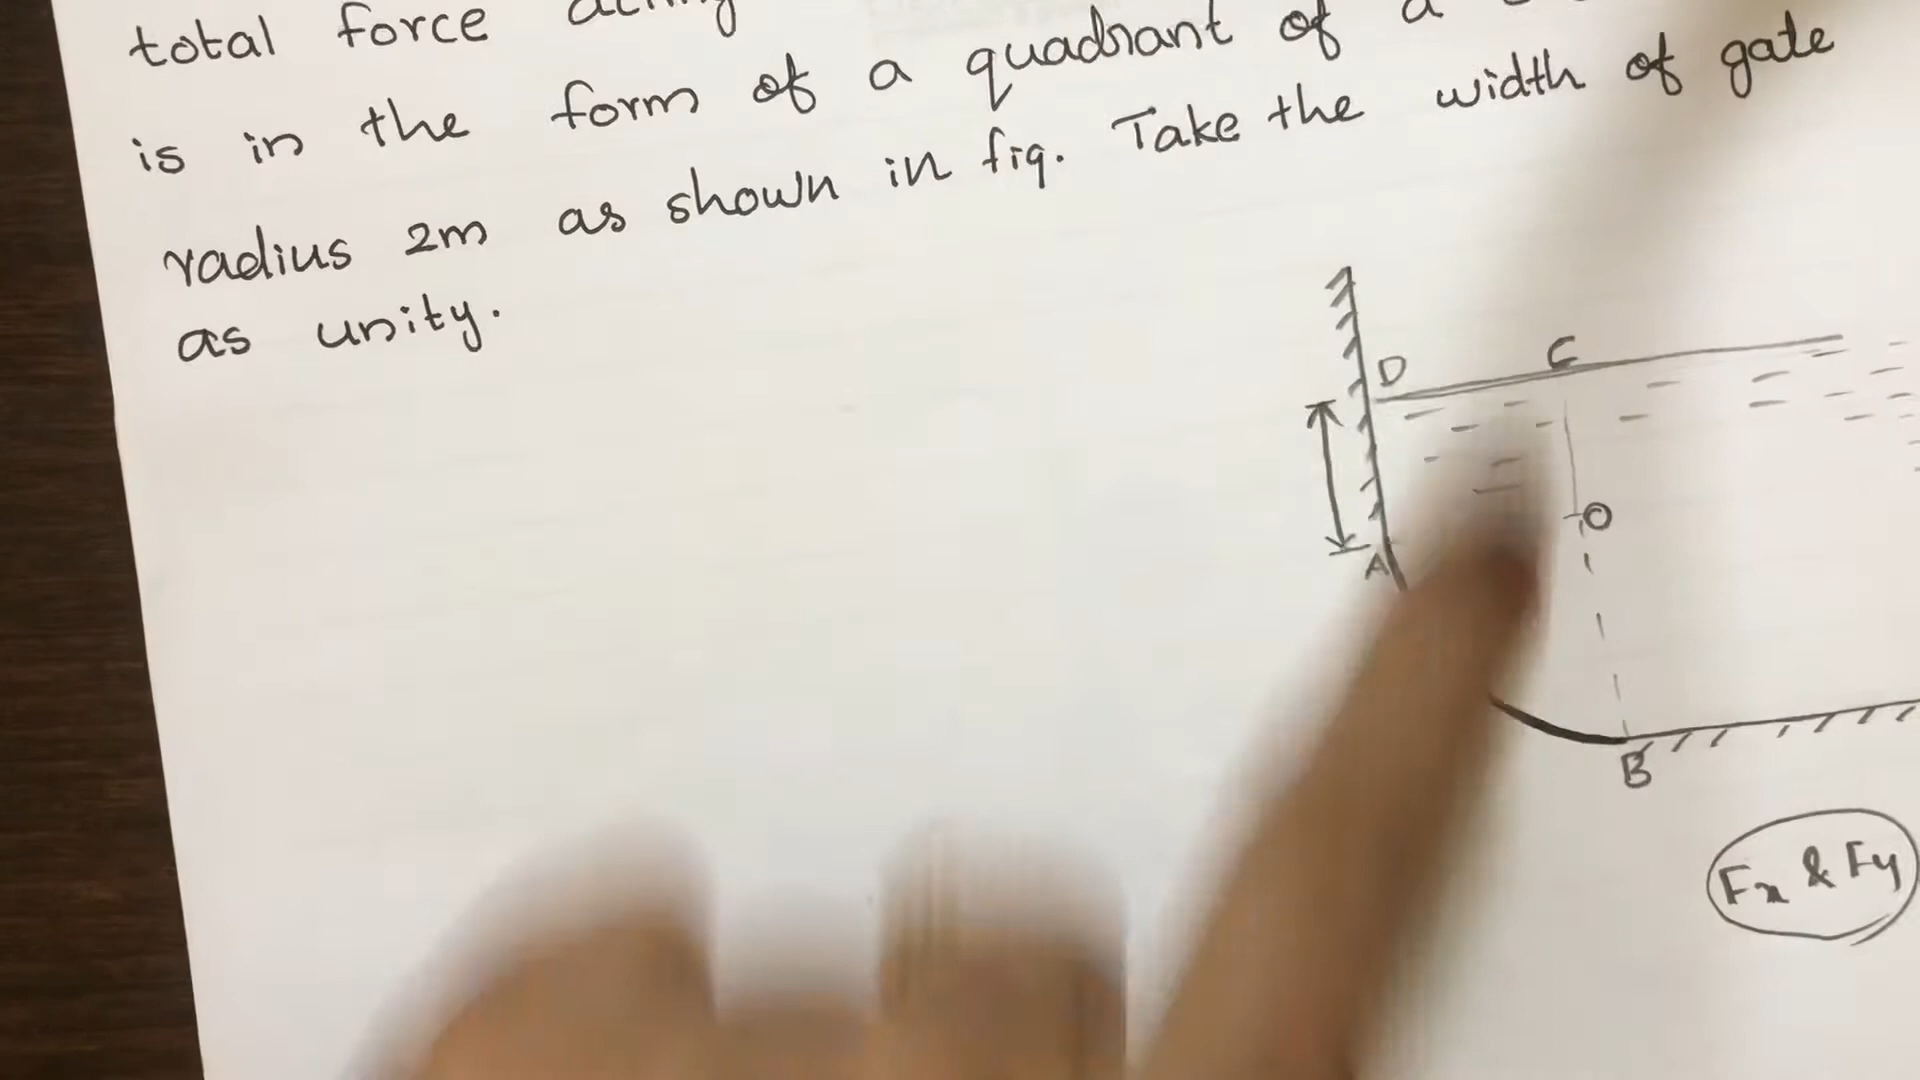 total force
is in the form of a quadrant of a
radius 2m as shown in fig. Take the width of gate
as unity.
D
C
O
A
B
Fx & Fy